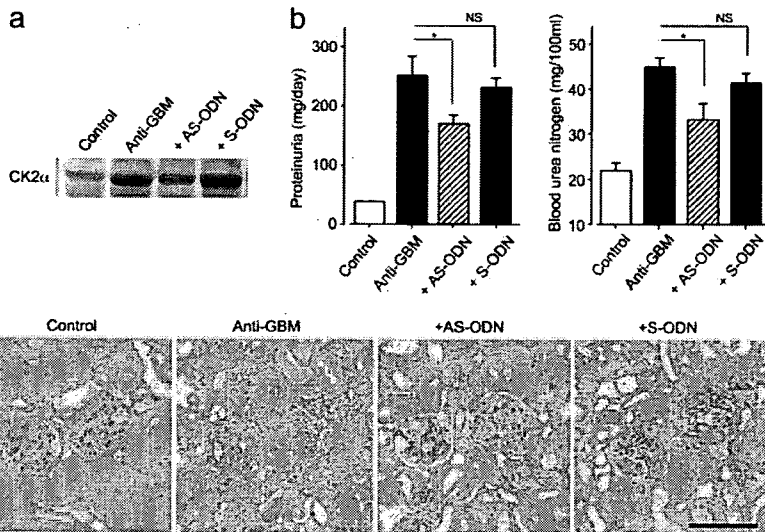 a
Control
Anti-GBM
+ AS-ODN
+ S-ODN
CK2α
b
Proteinuria (mg/day)
300
200
100
0
NS
*
Control
Anti-GBM
+ AS-ODN
+ S-ODN
Blood urea nitrogen (mg/100ml)
50
40
30
20
10
NS
*
Control
Anti-GBM
+ AS-ODN
+ S-ODN
Control
Anti-GBM
+AS-ODN
+S-ODN